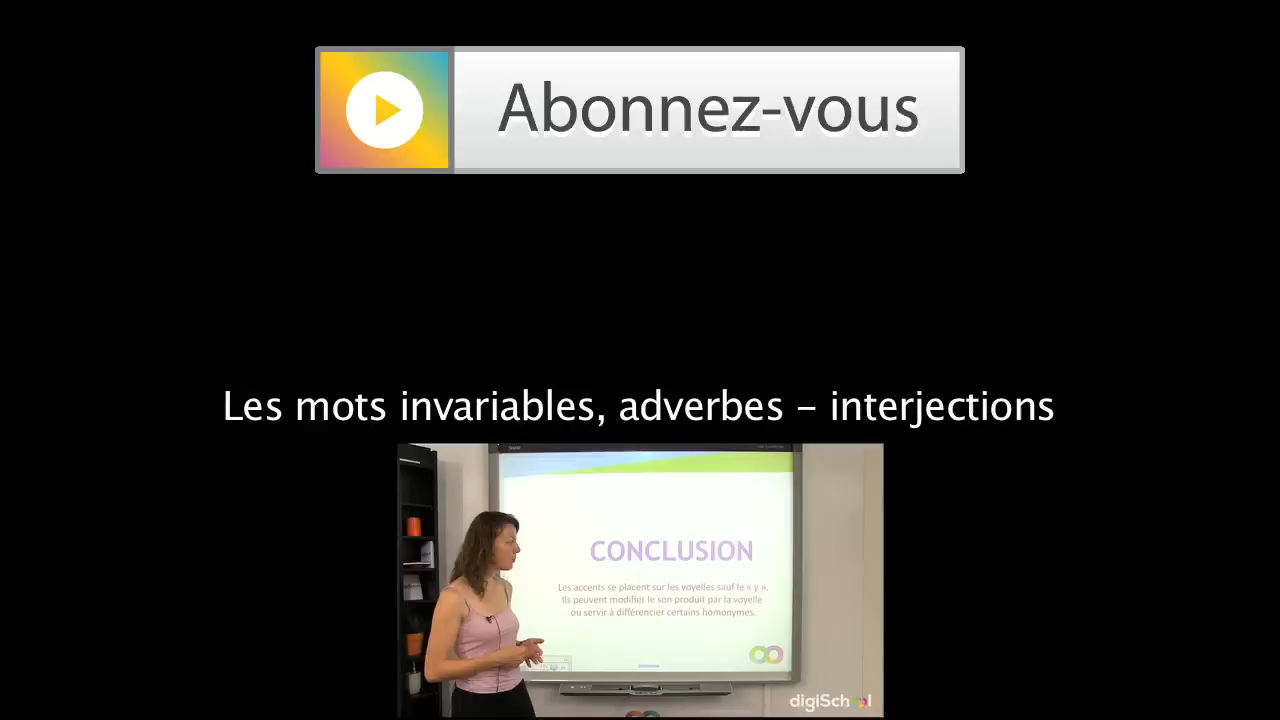 Abonnez-vous
Les mots invariables, adverbes - interjections
CONCLUSION
Les accents se placent sur les voyelles sauf le « y ».
Ils peuvent modifier le son produit par la voyelle
ou servir à différencier certains homonymes.
digiSchool